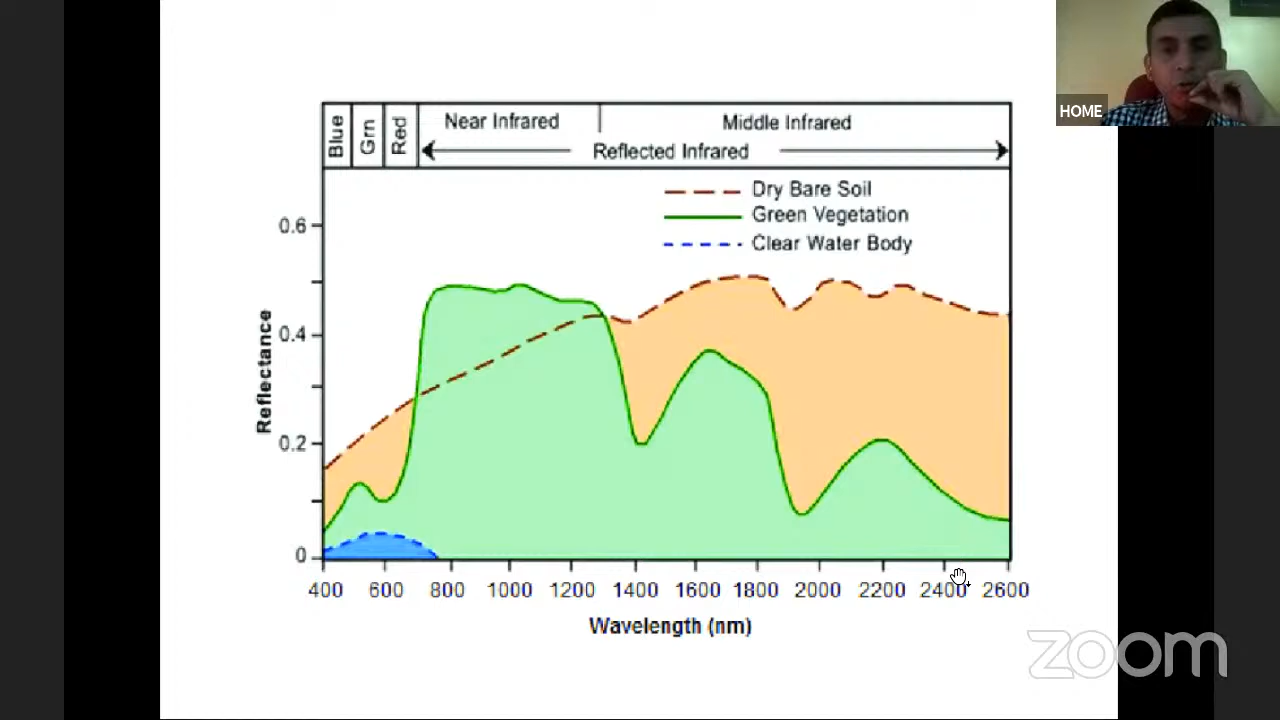 HOME
Blue
Grn
Red
Near Infrared
Middle Infrared
Reflected Infrared
Dry Bare Soil
Green Vegetation
Clear Water Body
Reflectance
0.6
0.4
0.2
0
400 600 800 1000 1200 1400 1600 1800 2000 2200 2400 2600
Wavelength (nm)
zoom